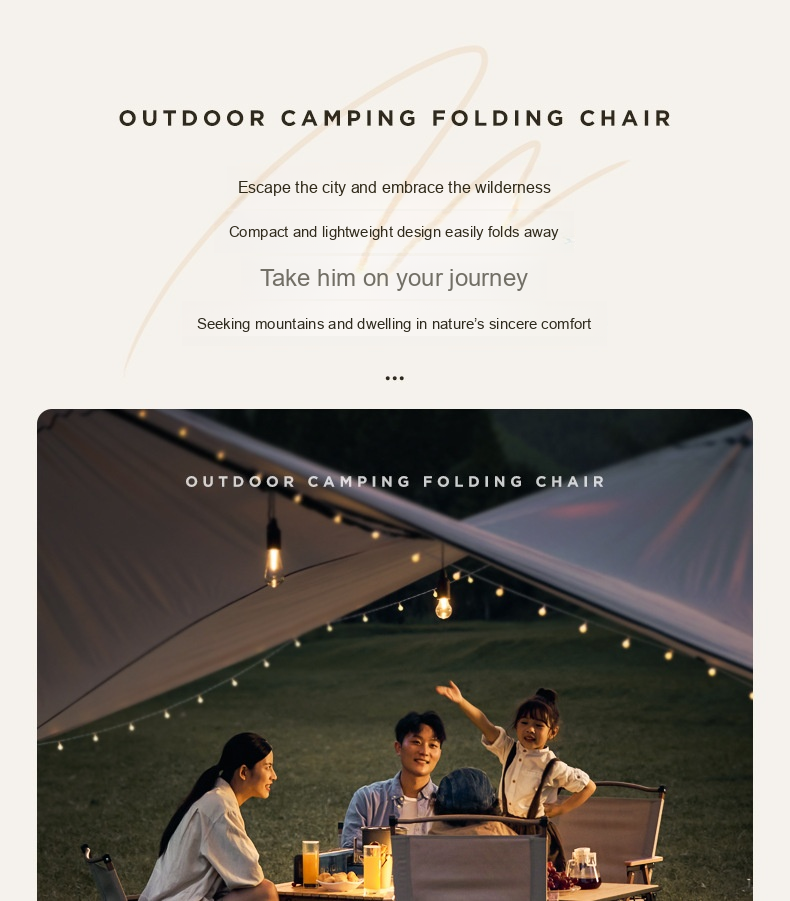 OUTDOOR CAMPING FOLDING CHAIR
Escape the city and embrace the wilderness
Compact and lightweight design easily folds away
Take him on your journey
Seeking mountains and dwelling in nature’s sincere comfort
•••
OUTDOOR CAMPING FOLDING CHAIR